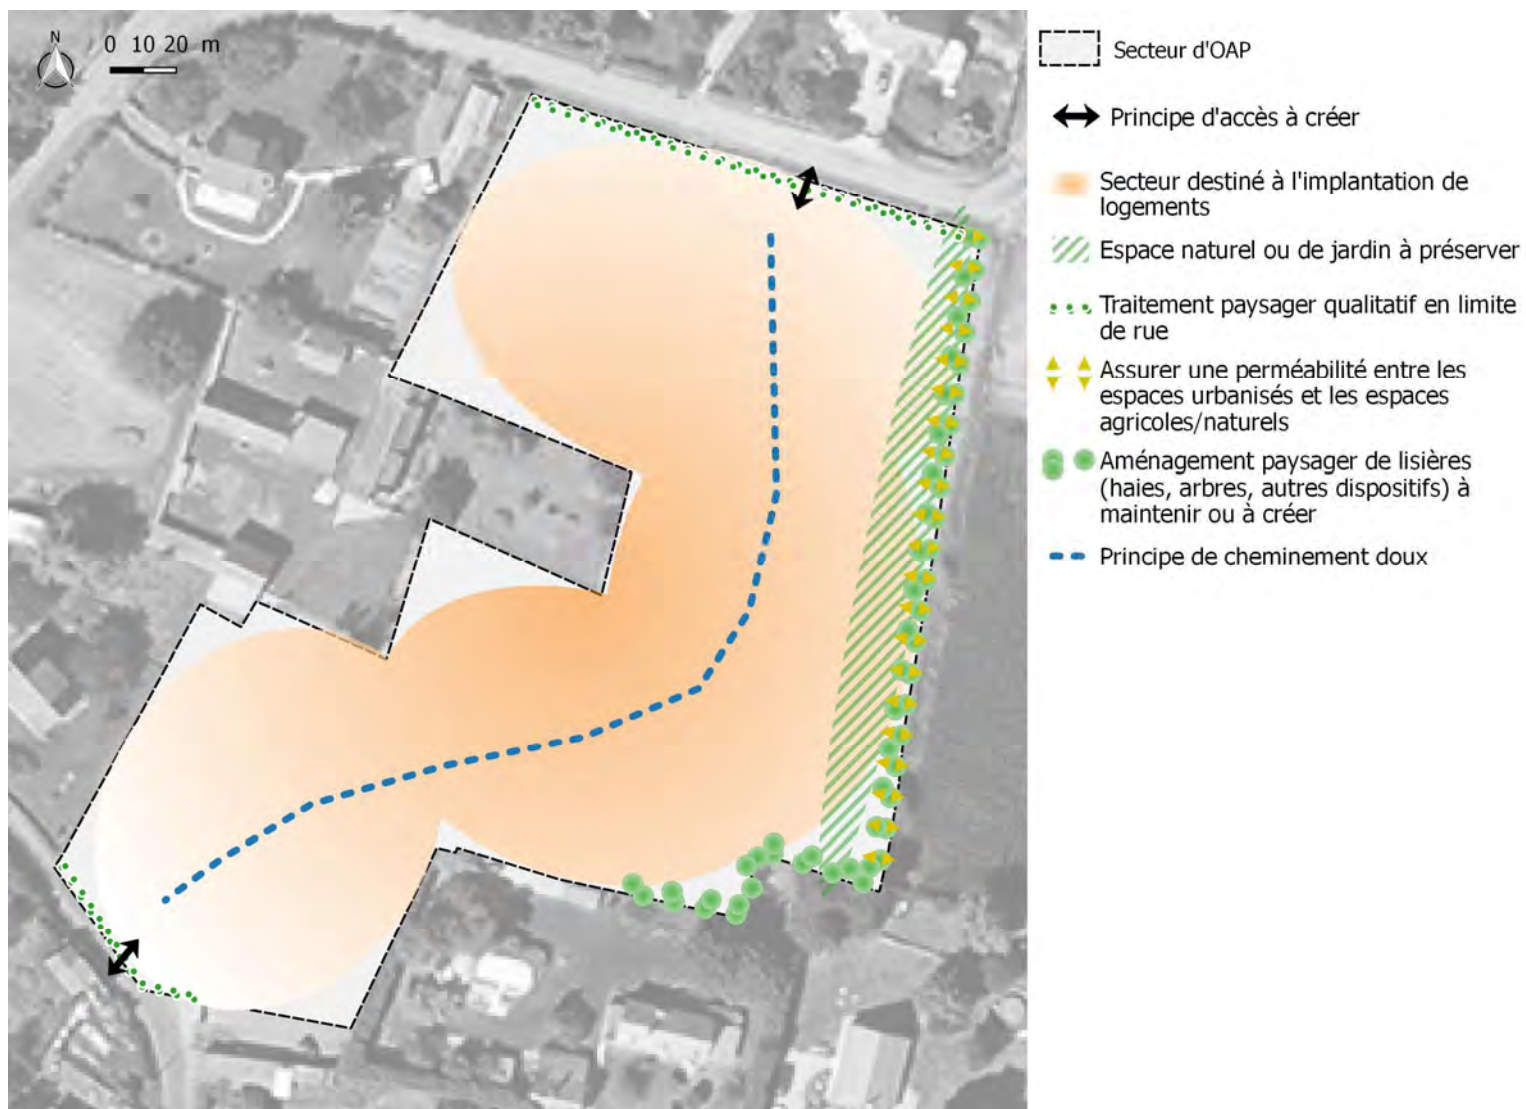 N
0 10 20 m
Secteur d'OAP
Principe d'accès à créer
Secteur destiné à l'implantation de
logements
Espace naturel ou de jardin à préserver
Traitement paysager qualitatif en limite
de rue
Assurer une perméabilité entre les
espaces urbanisés et les espaces
agricoles/naturels
Aménagement paysager de lisières
(haies, arbres, autres dispositifs) à
maintenir ou à créer
Principe de cheminement doux